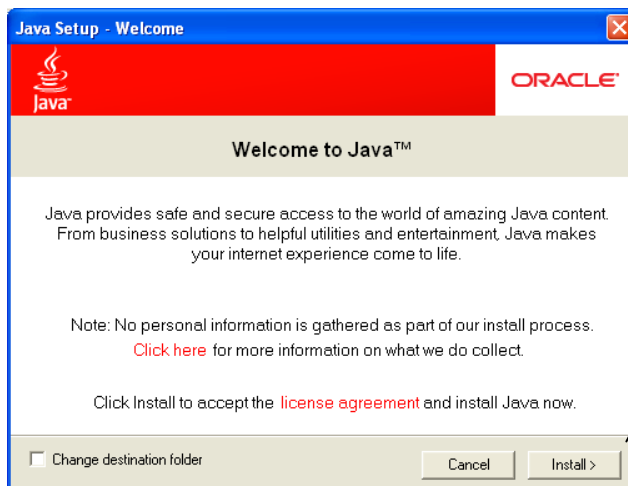 Java Setup - Welcome
Java™
ORACLE®
Welcome to Java™
Java provides safe and secure access to the world of amazing Java content.
From business solutions to helpful utilities and entertainment, Java makes
your internet experience come to life.
Note: No personal information is gathered as part of our install process.
Click here for more information on what we do collect.
Click Install to accept the license agreement and install Java now.
Change destination folder
Cancel
Install >